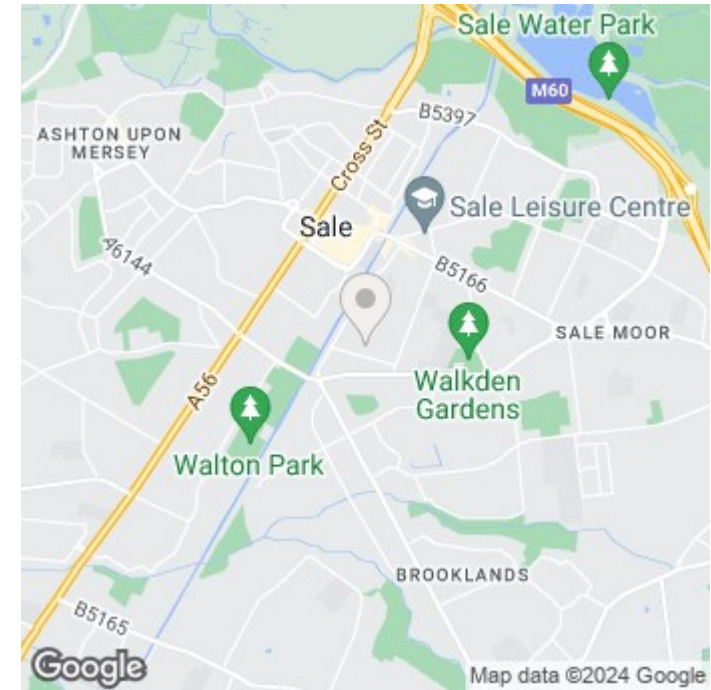 Sale Water Park
M60
B5397
ASHTON UPON
MERSEY
Cross St
Sale Leisure Centre
Sale
A6144
B5166
SALE MOOR
Walkden
Gardens
A56
Walton Park
BROOKLANDS
B5165
Google
Map data ©2024 Google